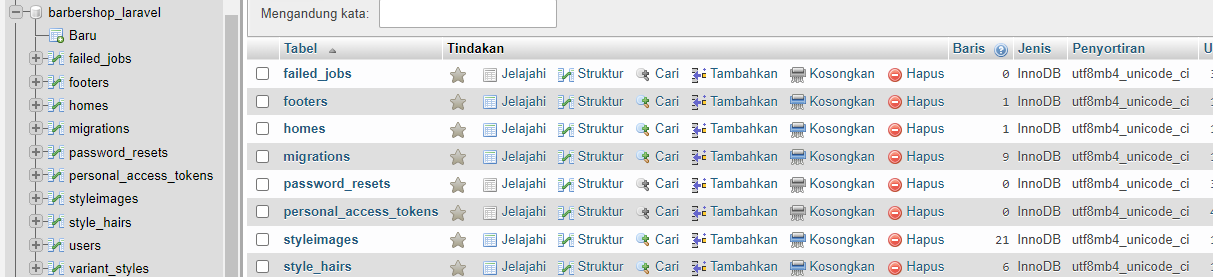 barbershop_laravel
Baru
failed_jobs
footers
homes
migrations
password_resets
personal_access_tokens
styleimages
style_hairs
users
variant_styles
Mengandung kata:
Tabel Tindakan Baris Jenis Penyortiran
failed_jobs Jelajahi Struktur Cari Tambahkan Kosongkan Hapus 0 InnoDB utf8mb4_unicode_ci
footers Jelajahi Struktur Cari Tambahkan Kosongkan Hapus 1 InnoDB utf8mb4_unicode_ci
homes Jelajahi Struktur Cari Tambahkan Kosongkan Hapus 1 InnoDB utf8mb4_unicode_ci
migrations Jelajahi Struktur Cari Tambahkan Kosongkan Hapus 9 InnoDB utf8mb4_unicode_ci
password_resets Jelajahi Struktur Cari Tambahkan Kosongkan Hapus 0 InnoDB utf8mb4_unicode_ci
personal_access_tokens Jelajahi Struktur Cari Tambahkan Kosongkan Hapus 0 InnoDB utf8mb4_unicode_ci
styleimages Jelajahi Struktur Cari Tambahkan Kosongkan Hapus 21 InnoDB utf8mb4_unicode_ci
style_hairs Jelajahi Struktur Cari Tambahkan Kosongkan Hapus 6 InnoDB utf8mb4_unicode_ci